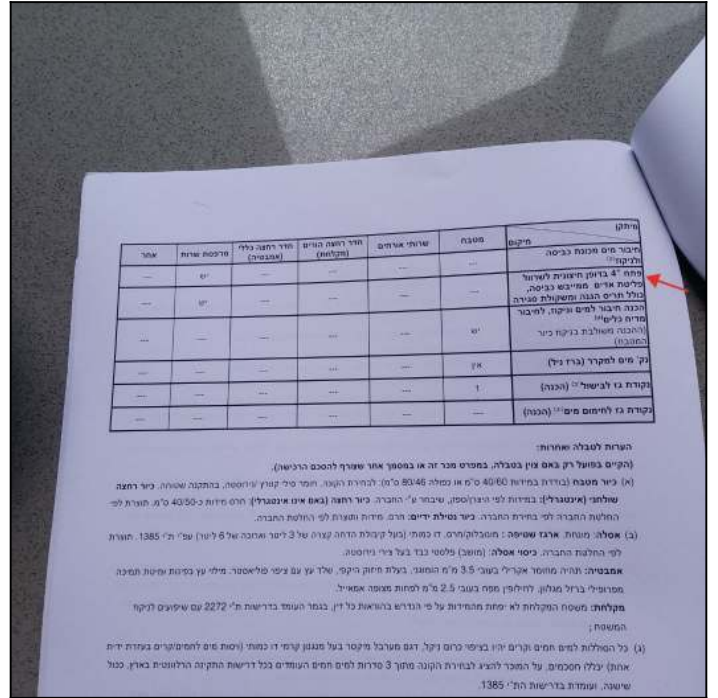 מיתקן
מיקום
מטבח
שרותי אורחים
חדר רחצה הורים (מקלחת)
חדר רחצה כללי (אמבטיה)
מרפסת שרות
אחר
חיבור מים מכונת כביסה
ולניקוז
---
---
---
---
יש
---
פתח "4 בדופן חיצונית לשרוול
פליטת אדים ממייבש כביסה,
כולל תריס הגנה ומשקולת סגירה
---
---
---
---
יש
---
הכנה חיבור למים וניקוז, לחיבור
מדיח כלים
(ההכנה משולבת בניקוז כיור
המטבח)
יש
---
---
---
---
---
נק' מים למקרר (ברז ניל)
אין
---
---
---
---
---
נקודת גז לבישול (הכנה)
1
---
---
---
---
---
נקודת גז לחימום מים (הכנה)
---
---
---
---
---
---
הערות לטבלה ואחרות:
(הקיים בפועל רק באם צוין בטבלה, במפרט מכר זה או במסמך אחר שצורף להסכם הרכישה).
(א) כיור מטבח (בודדת במידות 40/60 ס"מ או כפולה 80/46 ס"מ): לבחירת הקונה, חומר סילי קוורץ /נירוסטה, בהתקנה שטוחה. כיור רחצה
שולחני (אינטגרלי): במידות לפי היצרן/ספק, שיבחר ע"י החברה. כיור רחצה (באם אינו אינטגרלי): חרס מידות כ-40/50 ס"מ. תוצרת לפי
החלטת החברה לפי בחירת החברה. כיור נטילת ידיים: חרס. מידות ותוצרת לפי החלטת החברה.
(ב) אסלה: מונחת. ארגז שטיפה: מונובלוק/חרס, דו כמותי (בעל קיבולת הדחה קצרה של 3 ליטר וארוכה של 6 ליטר) עפ"י ת"י 1385. תוצרת
לפי החלטת החברה. כיסוי אסלה: (מושב) פלסטי כבד בעל צירי נירוסטה.
אמבטיה: תהיה מחומר אקרילי בעובי 3.5 מ"מ הומוגני, בעלת חיזוק היקפי, שלד עץ עם ציפוי פוליאסטר. מילוי עץ בפינות ומיטת תמיכה
מפרופילי ברזל מגלוון. לחילופין מפח בעובי 2.5 מ"מ לפחות מצופה אמאייל.
מקלחת: משטח המקלחת לא יפחת מהמידות על פי הנדרש בהוראות כל דין, בגמר העומד בדרישות ת"י 2272 עם שיפועים לניקוז
המשטח ;
(ג) כל הסוללות למים חמים וקרים יהיו בציפוי כרום ניקל, דגם מערבל מיקסר בעל מנגנון קרמי דו כמותי (ויסות מים לחמים/קרים בעזרת ידית
אחת) יכללו חסכמים. על המוכר להציג לבחירת הקונה מתוך 3 סדרות למים חמים העומדים בכל דרישות התקינה הרלוונטית בארץ, ככול
שישנה, ועומדת בדרישות הת"י 1385.